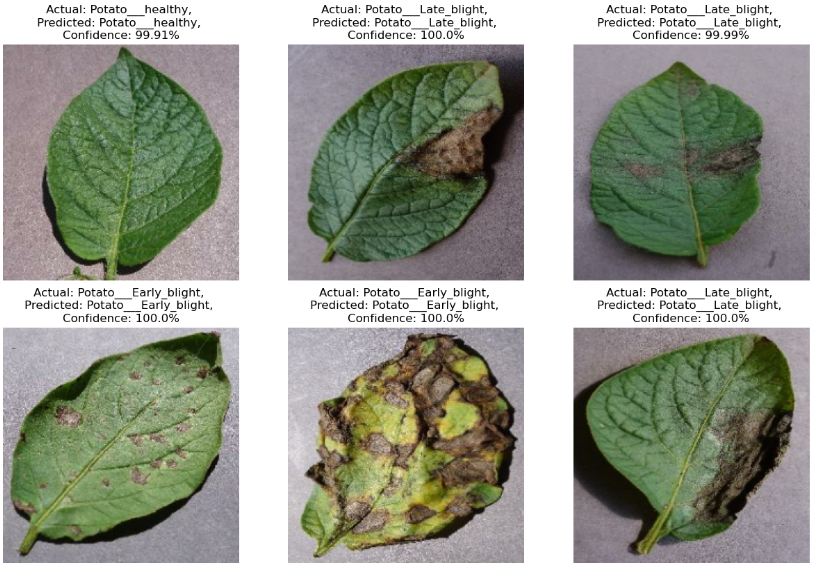 Actual: Potato___healthy,
Predicted: Potato___healthy,
Confidence: 99.91%
Actual: Potato___Late_blight,
Predicted: Potato___Late_blight,
Confidence: 100.0%
Actual: Potato___Late_blight,
Predicted: Potato___Late_blight,
Confidence: 99.99%
Actual: Potato___Early_blight,
Predicted: Potato___Early_blight,
Confidence: 100.0%
Actual: Potato___Early_blight,
Predicted: Potato___Early_blight,
Confidence: 100.0%
Actual: Potato___Late_blight,
Predicted: Potato___Late_blight,
Confidence: 100.0%